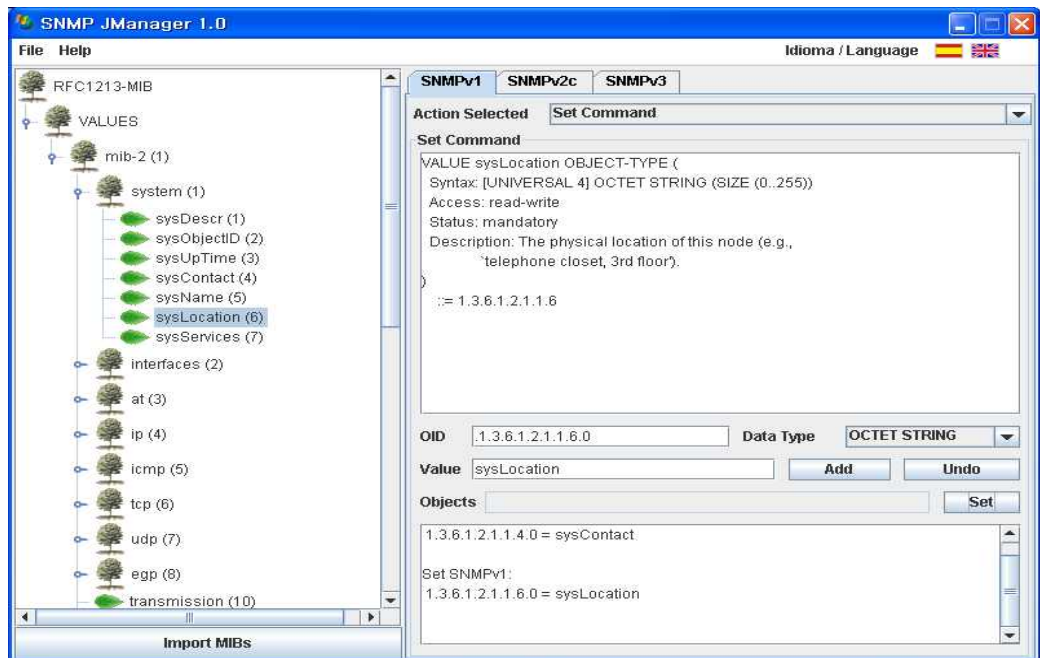 SNMP JManager 1.0
File Help
Idioma / Language
RFC1213-MIB
VALUES
mib-2 (1)
system (1)
sysDescr (1)
sysObjectID (2)
sysUpTime (3)
sysContact (4)
sysName (5)
sysLocation (6)
sysServices (7)
interfaces (2)
at (3)
ip (4)
icmp (5)
tcp (6)
udp (7)
egp (8)
transmission (10)
Import MIBs
SNMPv1 SNMPv2c SNMPv3
Action Selected Set Command
Set Command
VALUE sysLocation OBJECT-TYPE (
Syntax: [UNIVERSAL 4] OCTET STRING (SIZE (0..255))
Access: read-write
Status: mandatory
Description: The physical location of this node (e.g.,
`telephone closet, 3rd floor').
)
::= 1.3.6.1.2.1.1.6
OID .1.3.6.1.2.1.1.6.0 Data Type OCTET STRING
Value sysLocation Add Undo
Objects Set
1.3.6.1.2.1.1.4.0 = sysContact
Set SNMPv1:
1.3.6.1.2.1.1.6.0 = sysLocation